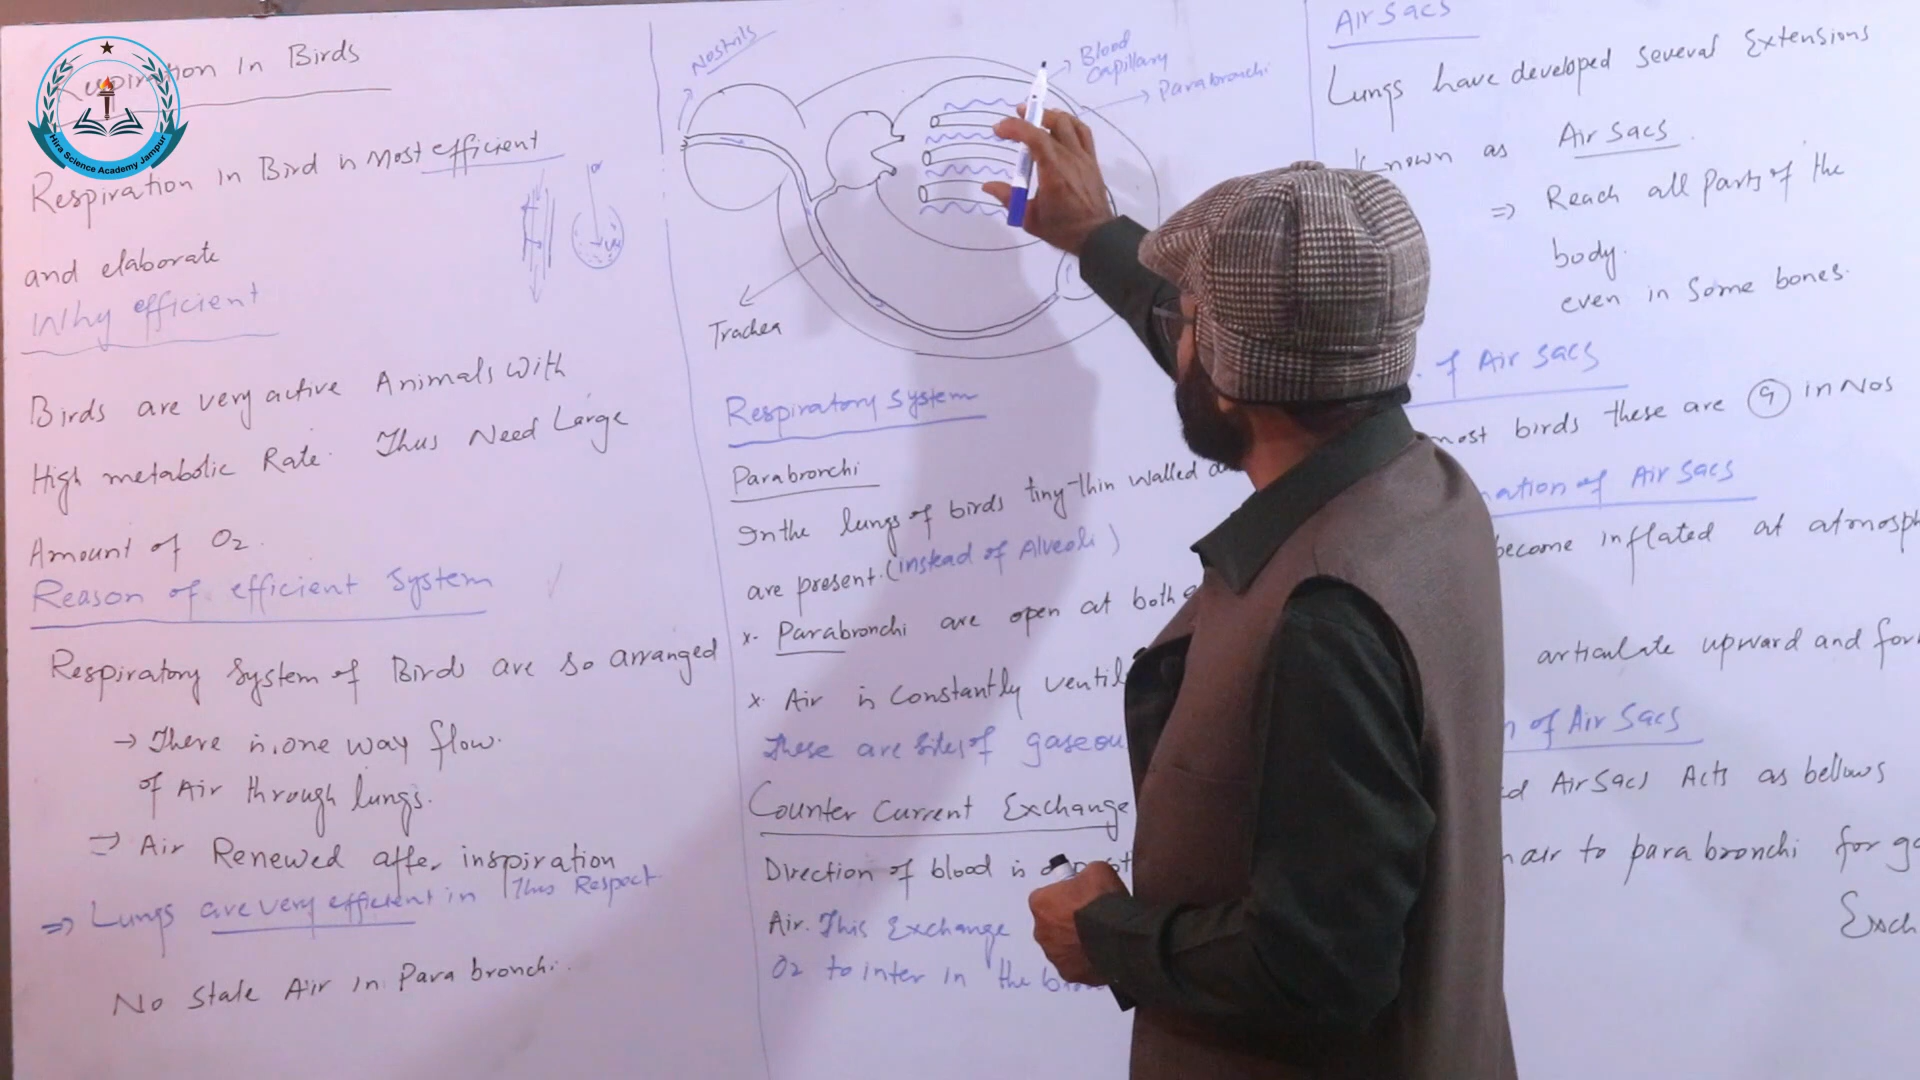 Hira Science Academy Jampur
Respiration in Birds
Respiration in Bird is Most efficient
and elaborate
Why efficient
Birds are very active Animals with
High metabolic Rate. Thus Need Large
Amount of O2.
Reason of efficient System
Respiratory System of Birds are so arranged
→ There is one way flow.
of Air through lungs.
⇒ Air Renewed after inspiration
⇒ Lungs are very efficient in This Respect
No Stale Air in Parabronchi.
Nostrils
Blood
Capillary
Parabronchi
Trachea
Respiratory System
Parabronchi
In the lungs of birds tiny-thin walled
are present. (instead of Alveoli)
x. Parabronchi are open at both
x. Air is Constantly ventil
These are Sites of gaseou
Counter Current Exchange
Direction of blood is
Air. This Exchange
O2 to inter in the
Air Sacs
Lungs have developed Several Extensions
Known as Air Sacs.
⇒ Reach all Parts of the
body.
even in Some bones.
of Air Sacs
most birds these are 9 in Nos
mation of Air Sacs
become inflated at atmosph
articulate upward and for
n of Air Sacs
Air Sacs Acts as bellows
air to parabronchi for ga
Exch